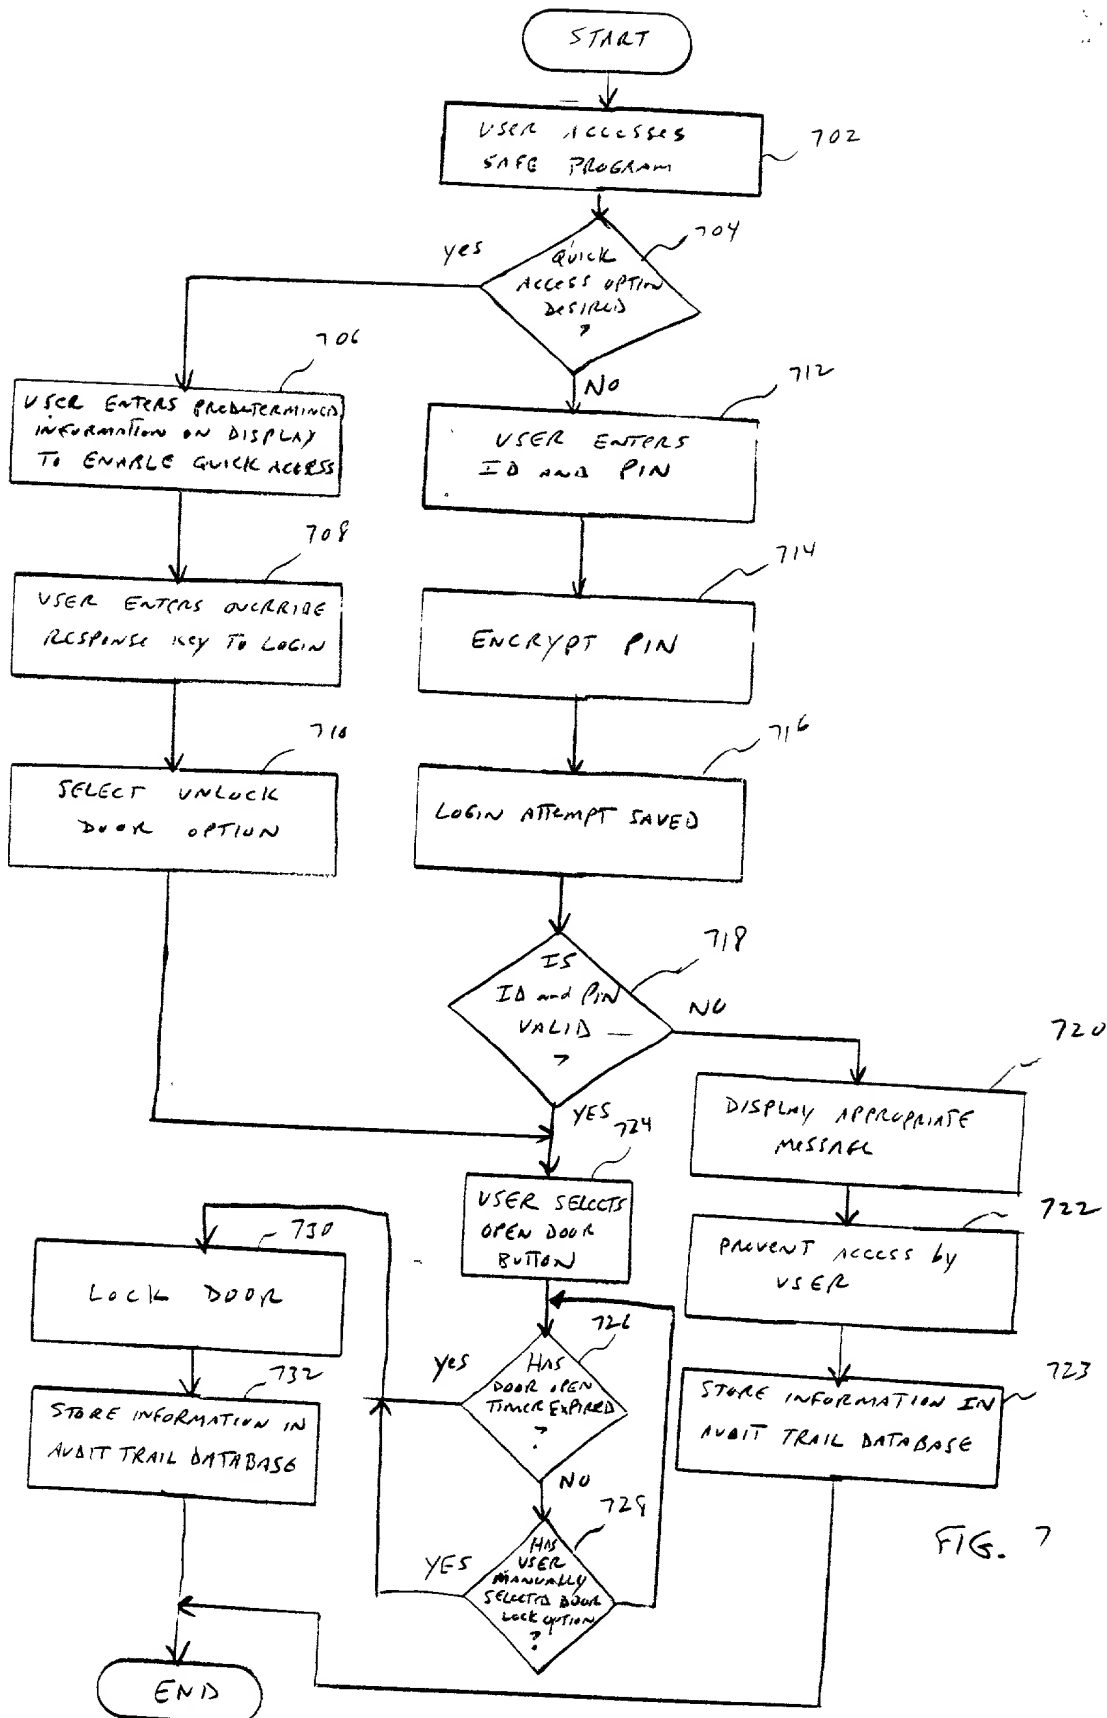 START
USER ACCESSES
SAFE PROGRAM
702
704
QUICK
ACCESS OPTION
DESIRED
?
yes
NO
706
USER ENTERS PREDETERMINED
INFORMATION ON DISPLAY
TO ENABLE QUICK ACCESS
712
USER ENTERS
ID AND PIN
708
USER ENTERS OVERRIDE
RESPONSE KEY TO LOGIN
714
ENCRYPT PIN
710
SELECT UNLOCK
DOOR OPTION
716
LOGIN ATTEMPT SAVED
718
IS
ID and PIN
VALID
?
NO
YES
720
DISPLAY APPROPRIATE
MESSAGE
724
USER SELECTS
OPEN DOOR
BUTTON
722
PREVENT ACCESS by
USER
730
LOCK DOOR
726
HAS
DOOR OPEN
TIMER EXPIRED
?
yes
NO
723
STORE INFORMATION IN
AUDIT TRAIL DATABASE
732
STORE INFORMATION IN
AUDIT TRAIL DATABASE
728
HAS
USER
MANUALLY
SELECTED DOOR
LOCK OPTION
?
YES
FIG. 7
END